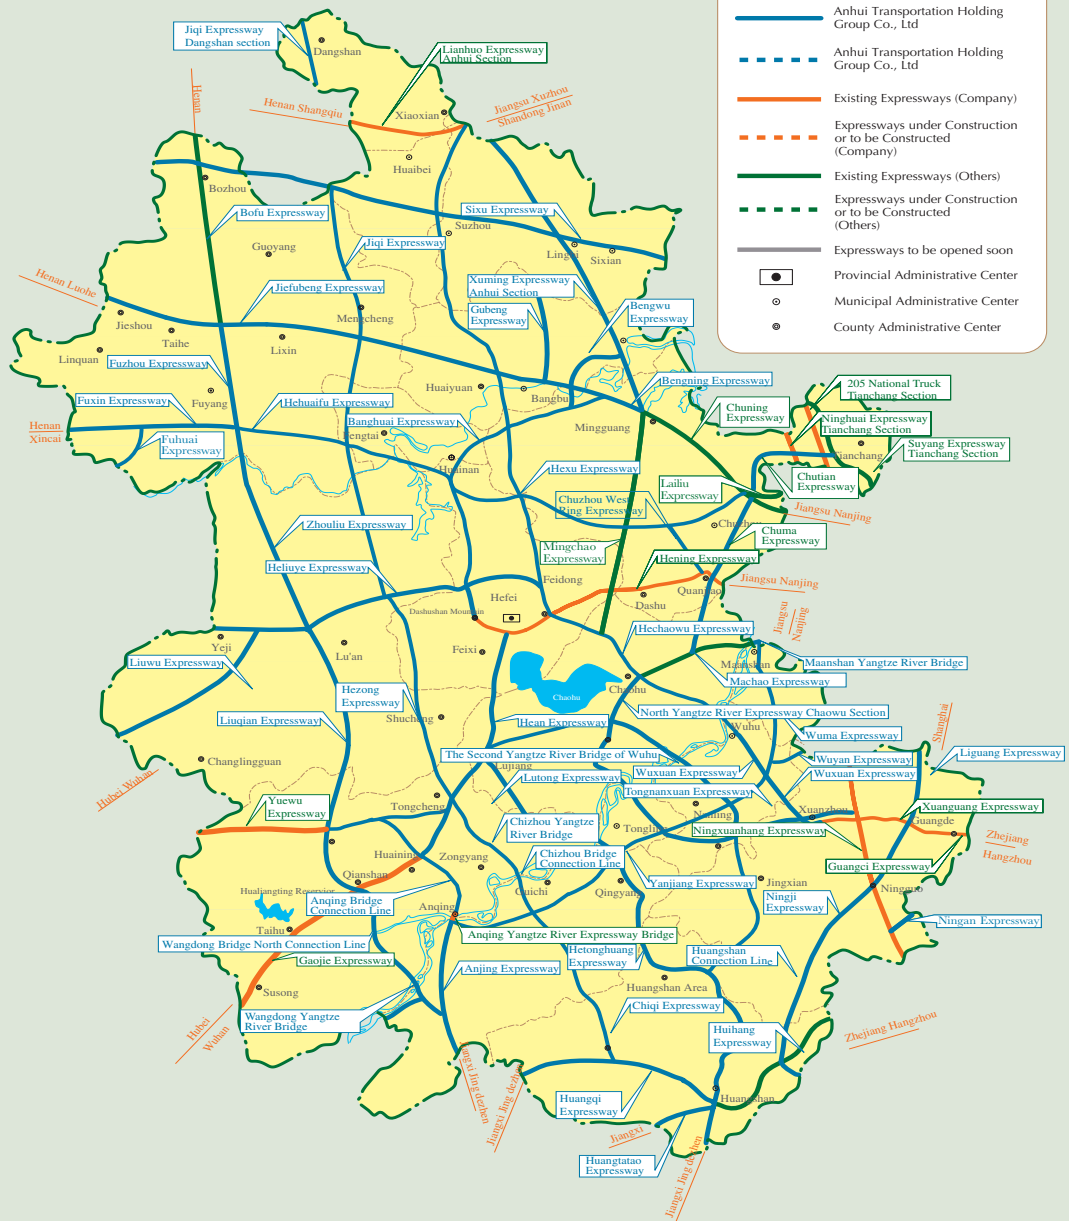 Anhui Transportation Holding
Group Co., Ltd
Anhui Transportation Holding
Group Co., Ltd
Existing Expressways (Company)
Expressways under Construction
or to be Constructed
(Company)
Existing Expressways (Others)
Expressways under Construction
or to be Constructed
(Others)
Expressways to be opened soon
Provincial Administrative Center
Municipal Administrative Center
County Administrative Center
Jiqi Expressway
Dangshan section
Dangshan
Lianhuo Expressway
Anhui Section
Henan
Henan Shangqiu
Xiaoxian
Jiangsu Xuzhou
Shandong Jinan
Huaibei
Bozhou
Bofu Expressway
Sixu Expressway
Suzhou
Guoyang
Jiqi Expressway
Lingbi
Sixian
Henan Luohe
Jiefubeng Expressway
Xuming Expressway
Anhui Section
Gubeng
Expressway
Bengwu
Expressway
Jieshou
Taihe
Mengcheng
Lixin
Linquan
Fuzhou Expressway
Huaiyuan
Bangbu
Bengning Expressway
205 National Truck
Tianchang Section
Fuyang
Fuxin Expressway
Hehuaifu Expressway
Banghuai Expressway
Mingguang
Chuning
Expressway
Ninghuai Expressway
Tianchang Section
Henan
Xincai
Fuhuai
Expressway
Fengtai
Huainan
Tianchang
Suyang Expressway
Tianchang Section
Hexu Expressway
Lailiu
Expressway
Chutian
Expressway
Chuzhou West
Ring Expressway
Jiangsu Nanjing
Zhouliu Expressway
Chuzhou
Chuma
Expressway
Mingchao
Expressway
Hening Expressway
Heliuye Expressway
Feidong
Jiangsu Nanjing
Quanjiao
Hefei
Dashu
Dashushan Mountain
Jiangsu
Nanjing
Hechaowu Expressway
Yeji
Lu'an
Feixi
Liuwu Expressway
Maanshan
Maanshan Yangtze River Bridge
Chaohu
Chaohu
Machao Expressway
Hezong
Expressway
Shucheng
North Yangtze River Expressway Chaowu Section
Liuqian Expressway
Hean Expressway
Wuhu
Wuma Expressway
Shanghai
The Second Yangtze River Bridge of Wuhu
Wuyan Expressway
Liguang Expressway
Changlingguan
Lujiang
Lutong Expressway
Wuxuan Expressway
Wuxuan Expressway
Hubei Wuhan
Tongnanxuan Expressway
Yuewu
Expressway
Tongcheng
Xuanzhou
Xuanguang Expressway
Chizhou Yangtze
River Bridge
Tongling
Nanling
Ningxuanhang Expressway
Guangde
Zhejiang
Hangzhou
Huaining
Zongyang
Chizhou Bridge
Connection Line
Guangci Expressway
Qianshan
Guichi
Qingyang
Yanjiang Expressway
Jingxian
Ningguo
Hualiangting Reservior
Anqing Bridge
Connection Line
Anqing
Ningji
Expressway
Ningan Expressway
Taihu
Anqing Yangtze River Expressway Bridge
Wangdong Bridge North Connection Line
Hetonghuang
Expressway
Huangshan
Connection Line
Gaojie Expressway
Anjing Expressway
Susong
Huangshan Area
Chiqi Expressway
Wangdong Yangtze
River Bridge
Huihang
Expressway
Zhejiang Hangzhou
Hubei
Wuhan
Jiangxi Jing dezhen
Jiangxi Jing dezhen
Huangqi
Expressway
Huangshan
Jiangxi
Huangtatao
Expressway
Jiangxi Jing dezhen